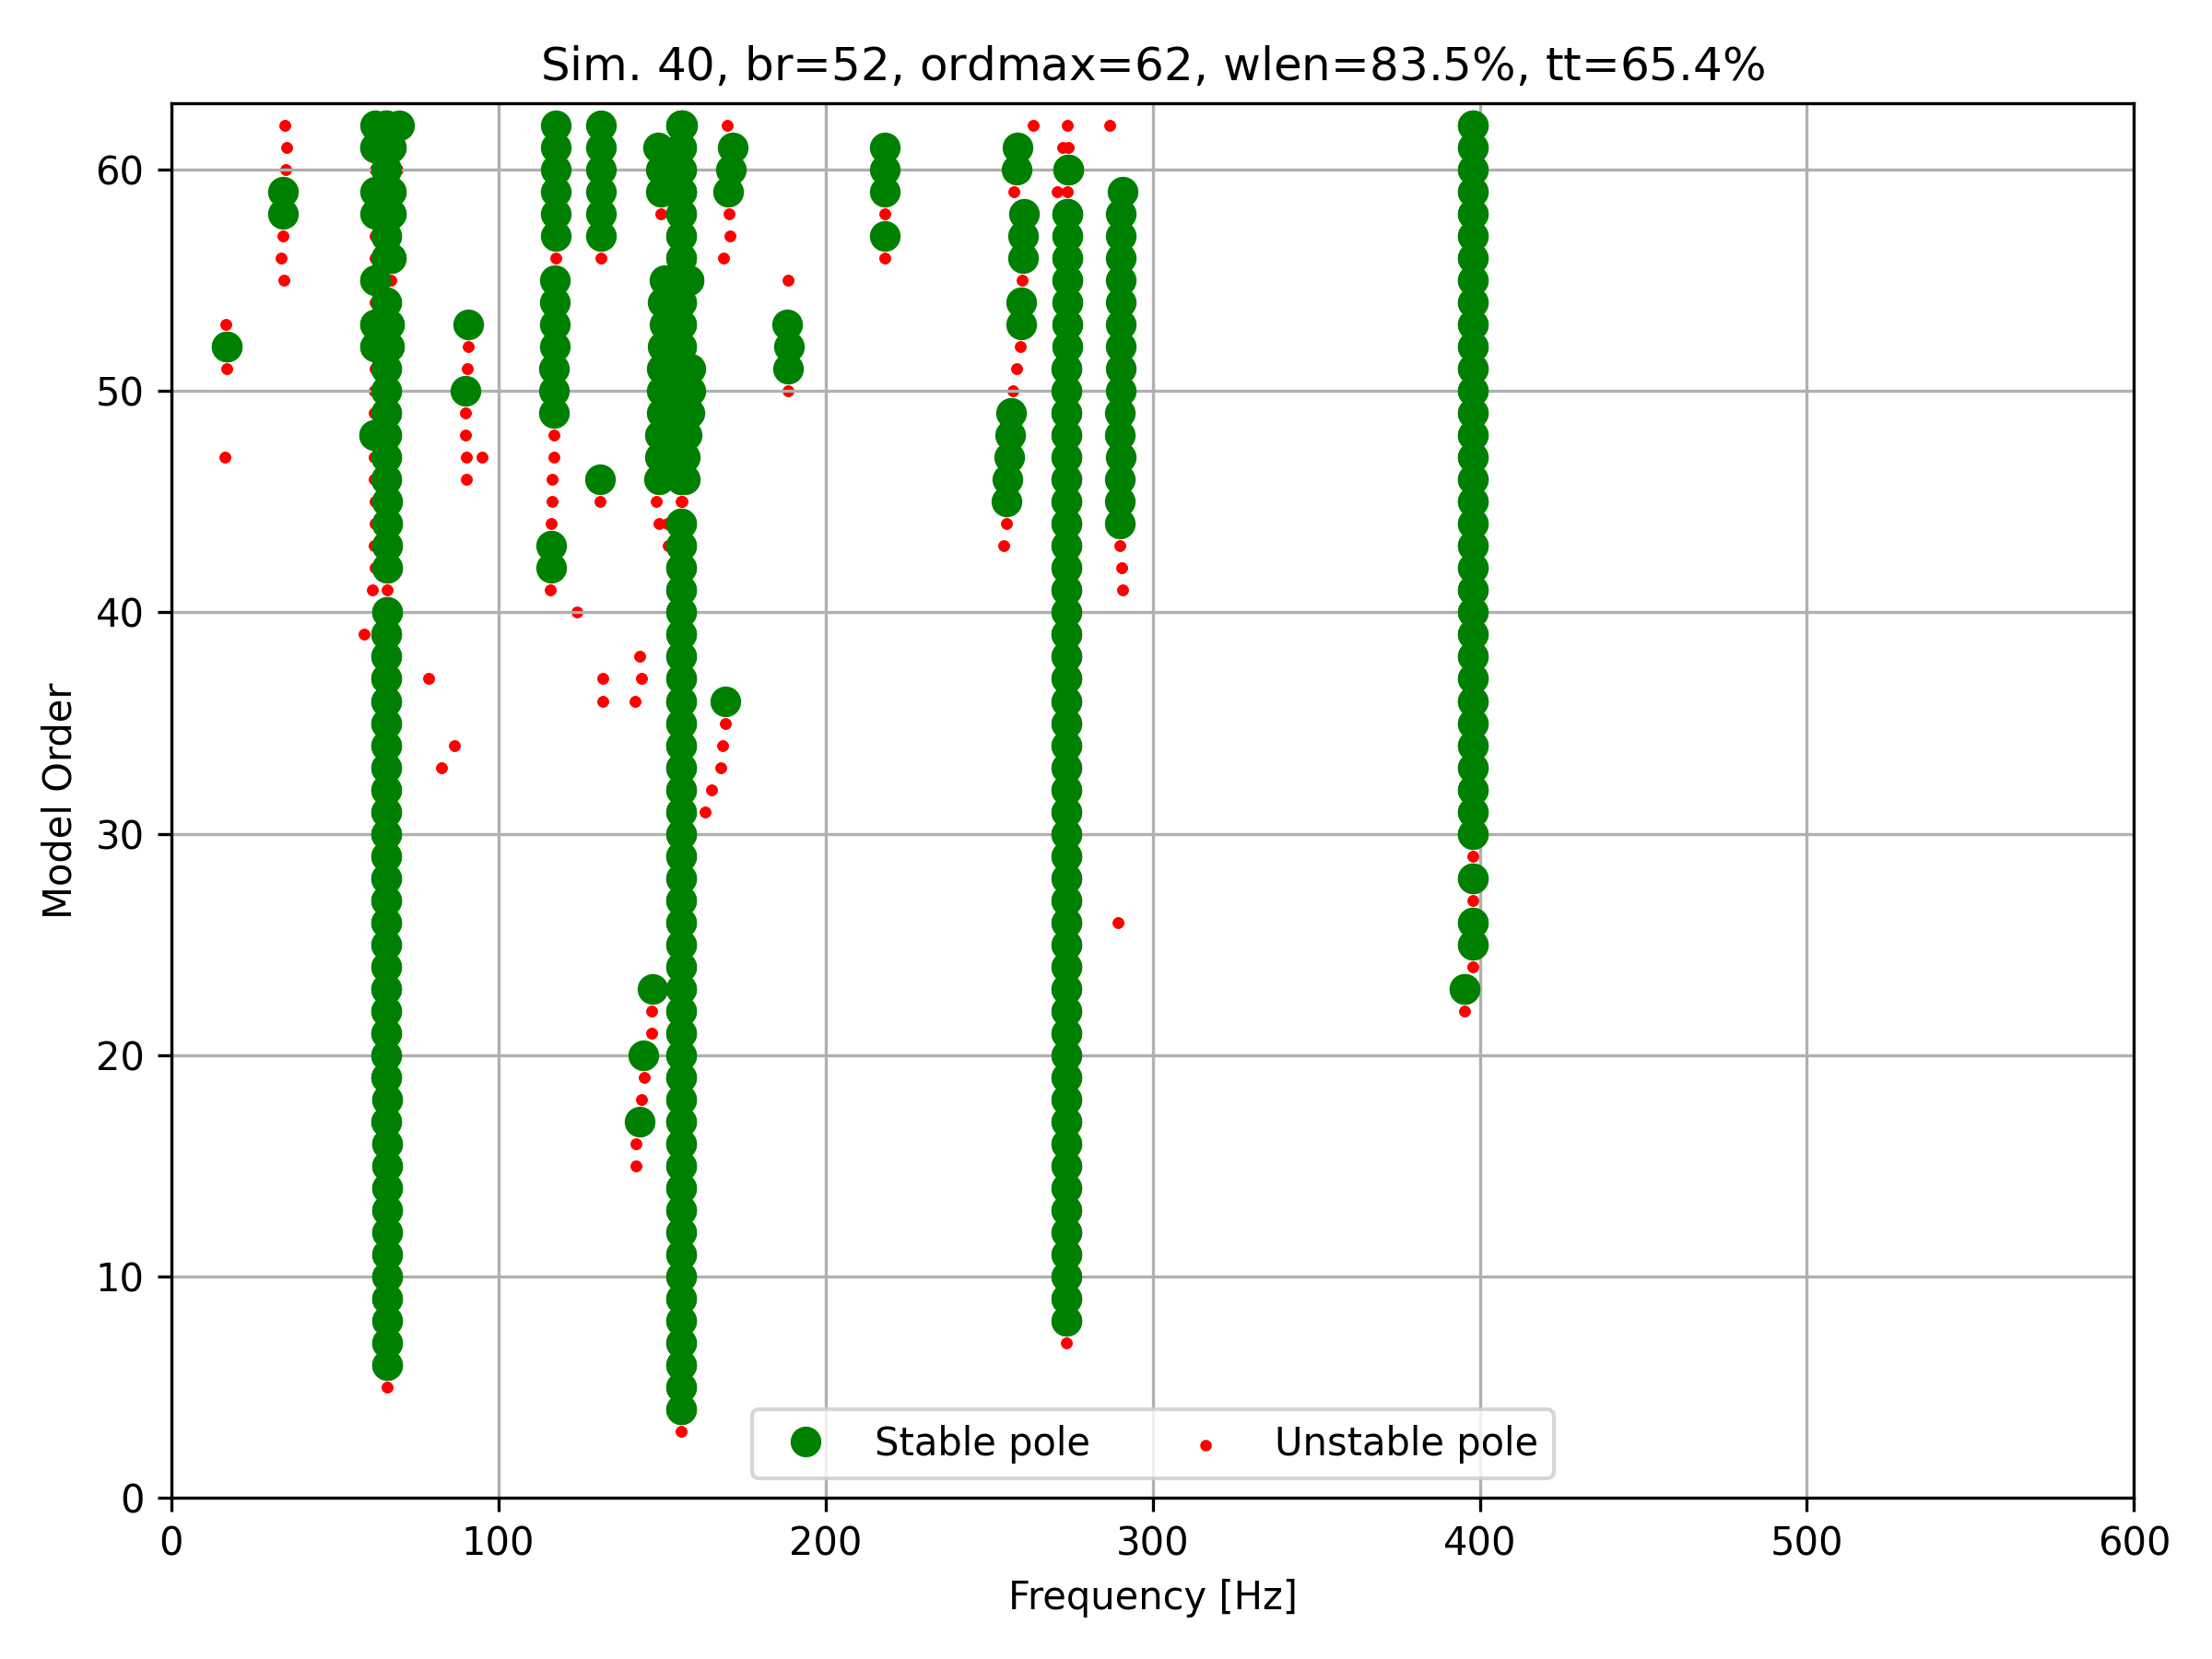 Sim. 40, br=52, ordmax=62, wlen=83.5%, tt=65.4%
60
50
40
30
20
10
0
Model Order
Stable pole
Unstable pole
0 100 200 300 400 500 600
Frequency [Hz]